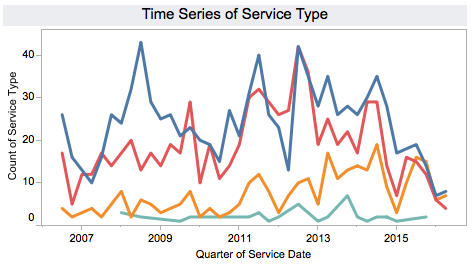 Time Series of Service Type
Count of Service Type
40
30
20
10
0
2007 2009 2011 2013 2015
Quarter of Service Date